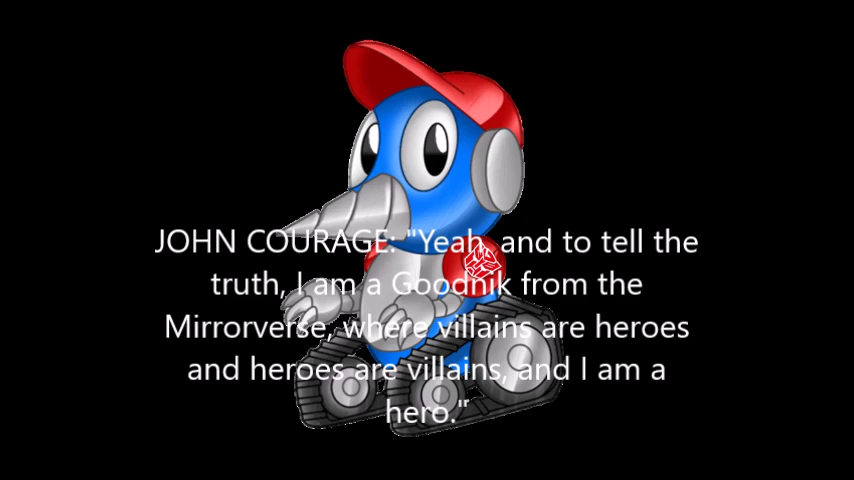 JOHN COURAGE: "Yeah, and to tell the
truth, I am a Goodnik from the
Mirrorverse, where villains are heroes
and heroes are villains, and I am a
hero."